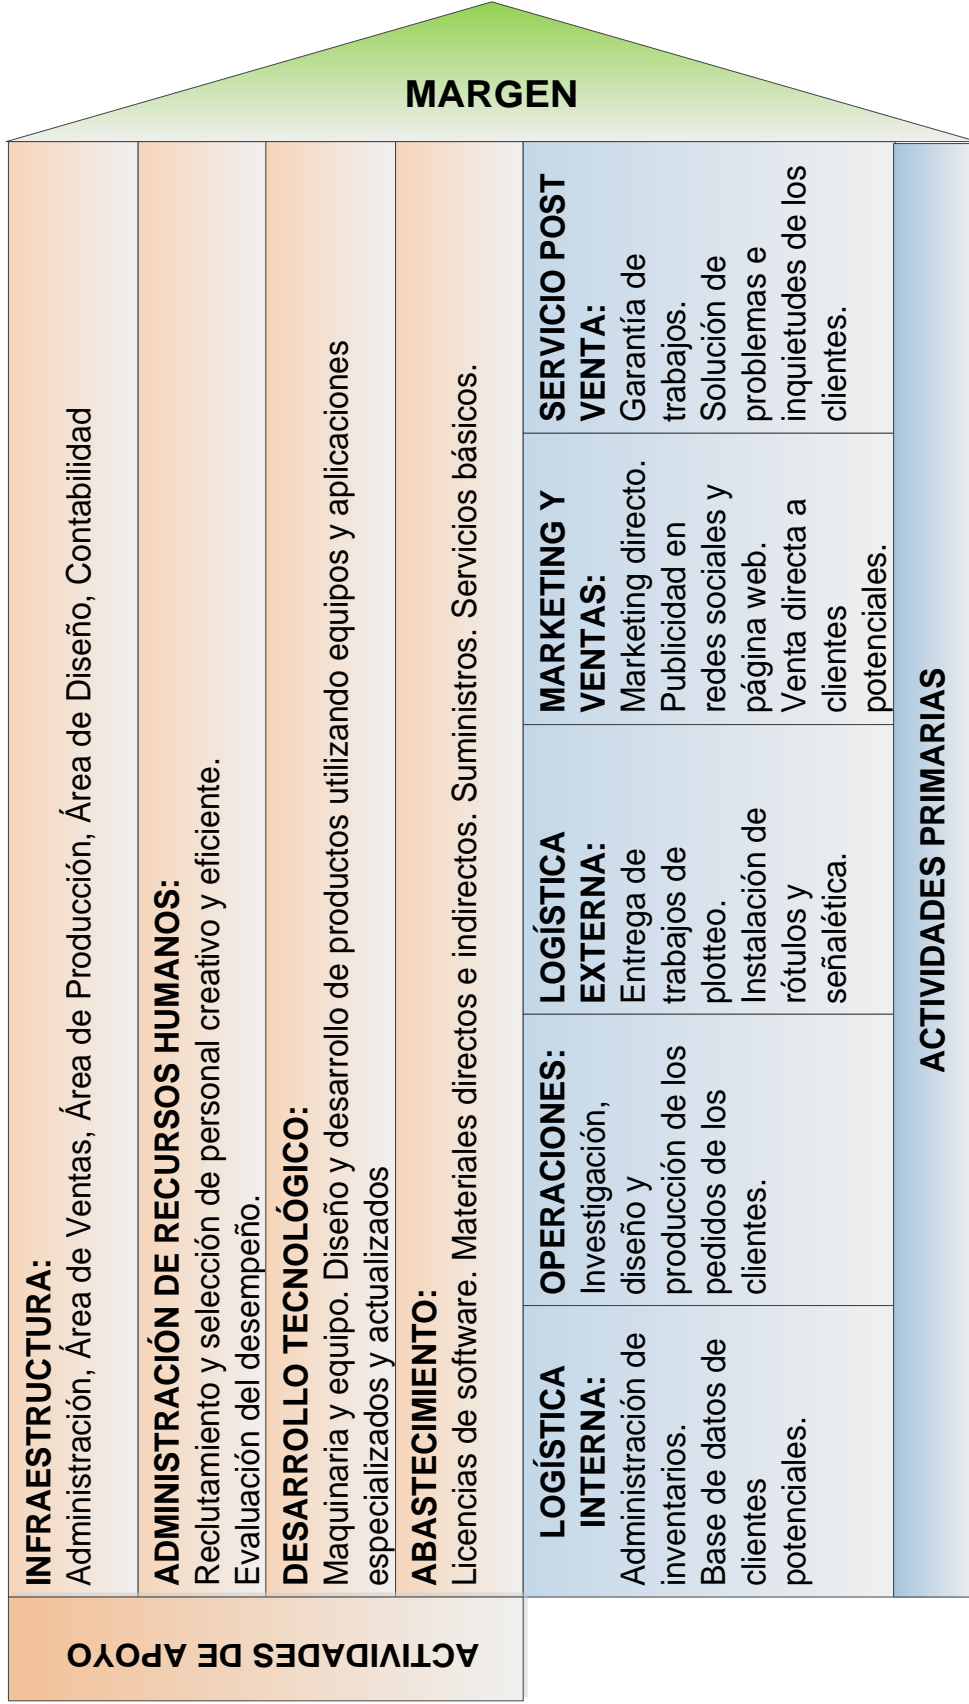 ACTIVIDADES DE APOYO
INFRAESTRUCTURA:
Administración, Área de Ventas, Área de Producción, Área de Diseño, Contabilidad
ADMINISTRACIÓN DE RECURSOS HUMANOS:
Reclutamiento y selección de personal creativo y eficiente.
Evaluación del desempeño.
DESARROLLO TECNOLÓGICO:
Maquinaria y equipo. Diseño y desarrollo de productos utilizando equipos y aplicaciones
especializados y actualizados
ABASTECIMIENTO:
Licencias de software. Materiales directos e indirectos. Suministros. Servicios básicos.
LOGÍSTICA
INTERNA:
Administración de
inventarios.
Base de datos de
clientes
potenciales.
OPERACIONES:
Investigación,
diseño y
producción de los
pedidos de los
clientes.
LOGÍSTICA
EXTERNA:
Entrega de
trabajos de
plotteo.
Instalación de
rótulos y
señalética.
MARKETING Y
VENTAS:
Marketing directo.
Publicidad en
redes sociales y
página web.
Venta directa a
clientes
potenciales.
SERVICIO POST
VENTA:
Garantía de
trabajos.
Solución de
problemas e
inquietudes de los
clientes.
MARGEN
ACTIVIDADES PRIMARIAS